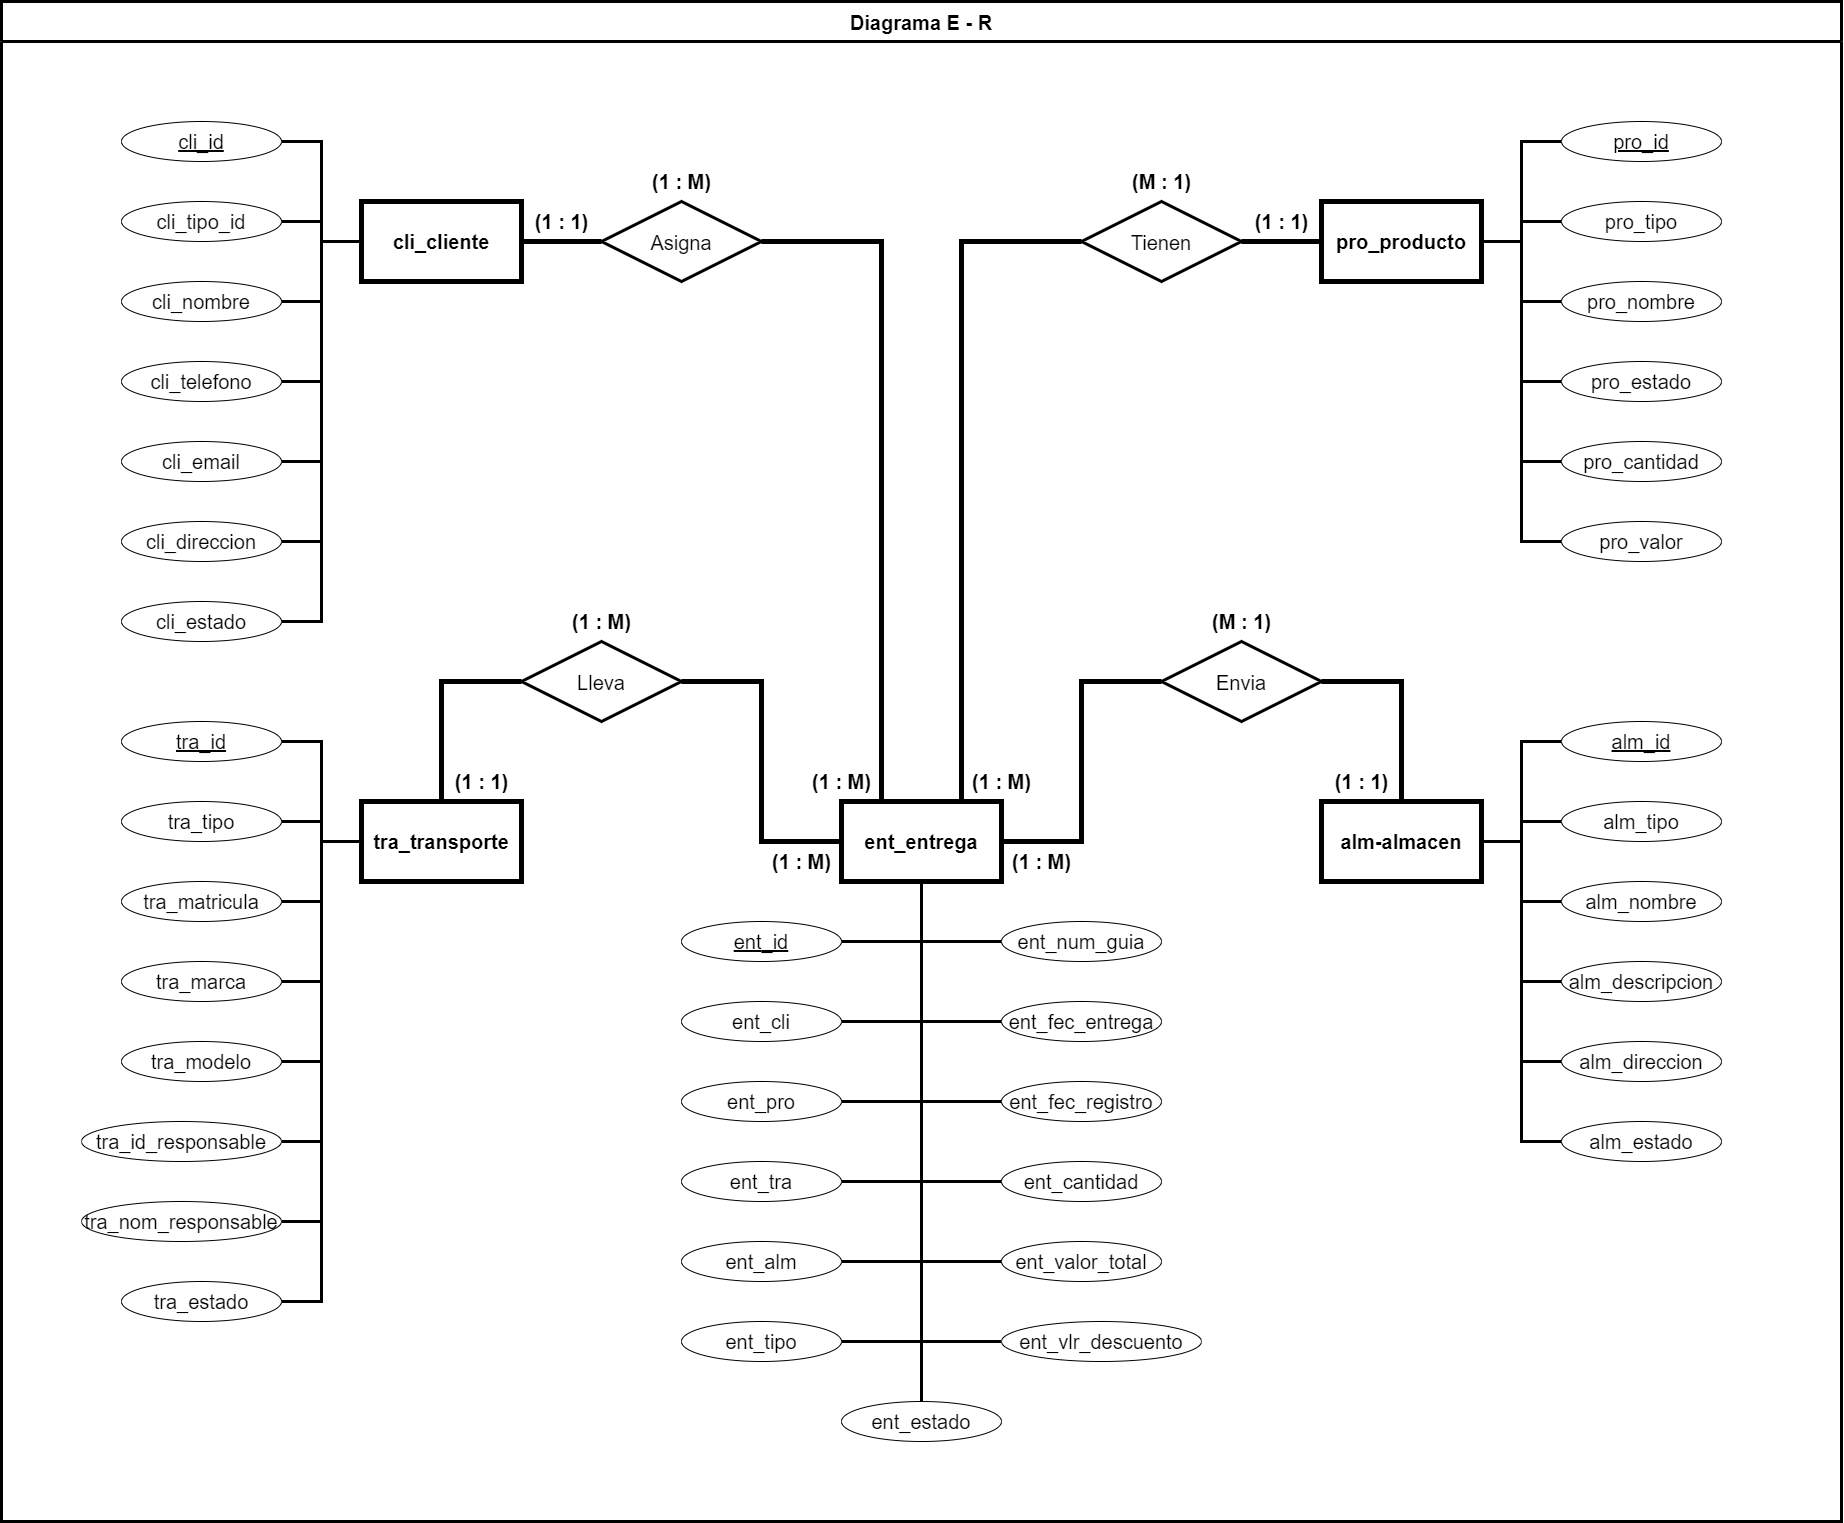 Diagrama E - R
cli_id
pro_id
(1 : M)
(M : 1)
cli_tipo_id
(1 : 1)
(1 : 1)
pro_tipo
cli_cliente
Asigna
Tienen
pro_producto
cli_nombre
pro_nombre
cli_telefono
pro_estado
cli_email
pro_cantidad
cli_direccion
pro_valor
cli_estado
(1 : M)
(M : 1)
Lleva
Envia
tra_id
alm_id
(1 : 1)
(1 : M)
(1 : M)
(1 : 1)
tra_tipo
alm_tipo
tra_transporte
ent_entrega
alm-almacen
(1 : M)
(1 : M)
tra_matricula
alm_nombre
ent_id
ent_num_guia
tra_marca
alm_descripcion
ent_cli
ent_fec_entrega
tra_modelo
alm_direccion
ent_pro
ent_fec_registro
tra_id_responsable
alm_estado
ent_tra
ent_cantidad
tra_nom_responsable
ent_alm
ent_valor_total
tra_estado
ent_tipo
ent_vlr_descuento
ent_estado